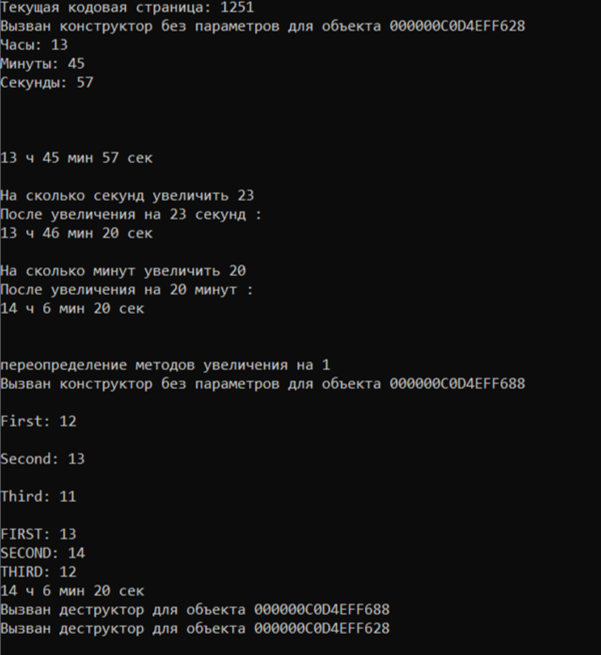 Текущая кодовая страница: 1251
Вызван конструктор без параметров для объекта 000000C0D4EFF628
Часы: 13
Минуты: 45
Секунды: 57
13 ч 45 мин 57 сек
На сколько секунд увеличить 23
После увеличения на 23 секунд :
13 ч 46 мин 20 сек
На сколько минут увеличить 20
После увеличения на 20 минут :
14 ч 6 мин 20 сек
переопределение методов увеличения на 1
Вызван конструктор без параметров для объекта 000000C0D4EFF688
First: 12
Second: 13
Third: 11
FIRST: 13
SECOND: 14
THIRD: 12
14 ч 6 мин 20 сек
Вызван деструктор для объекта 000000C0D4EFF688
Вызван деструктор для объекта 000000C0D4EFF628